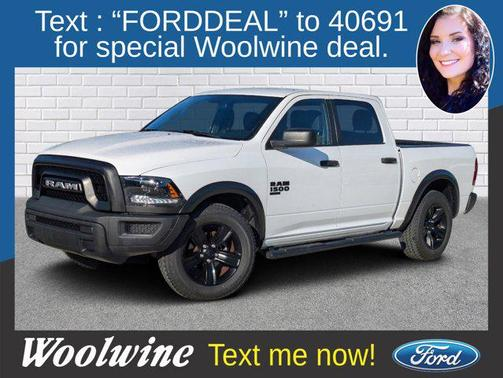 Text : “FORDDEAL” to 40691
for special Woolwine deal.
RAM
RAM
1500
Woolwine
Text me now!
Ford